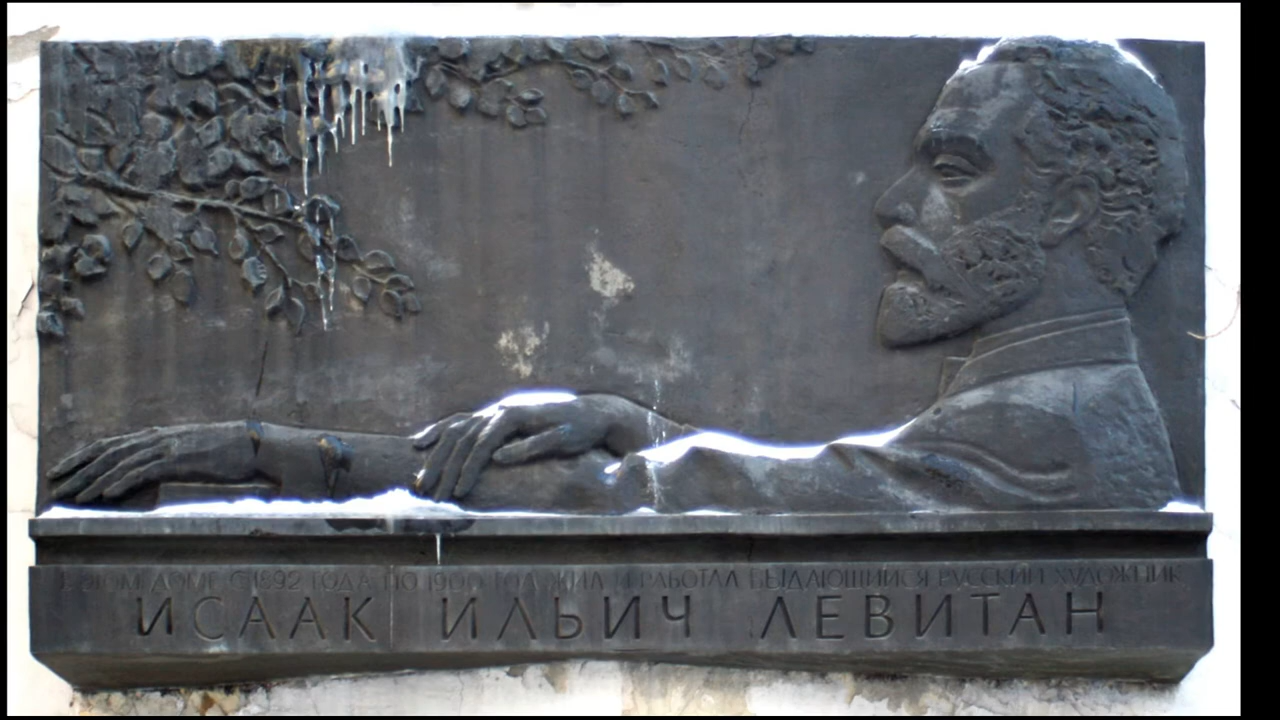 В ЭТОМ ДОМЕ С 1892 ГОДА ПО 1900 ГОД ЖИЛ И РАБОТАЛ ВЫДАЮЩИЙСЯ РУССКИЙ ХУДОЖНИК
ИСААК ИЛЬИЧ ЛЕВИТАН